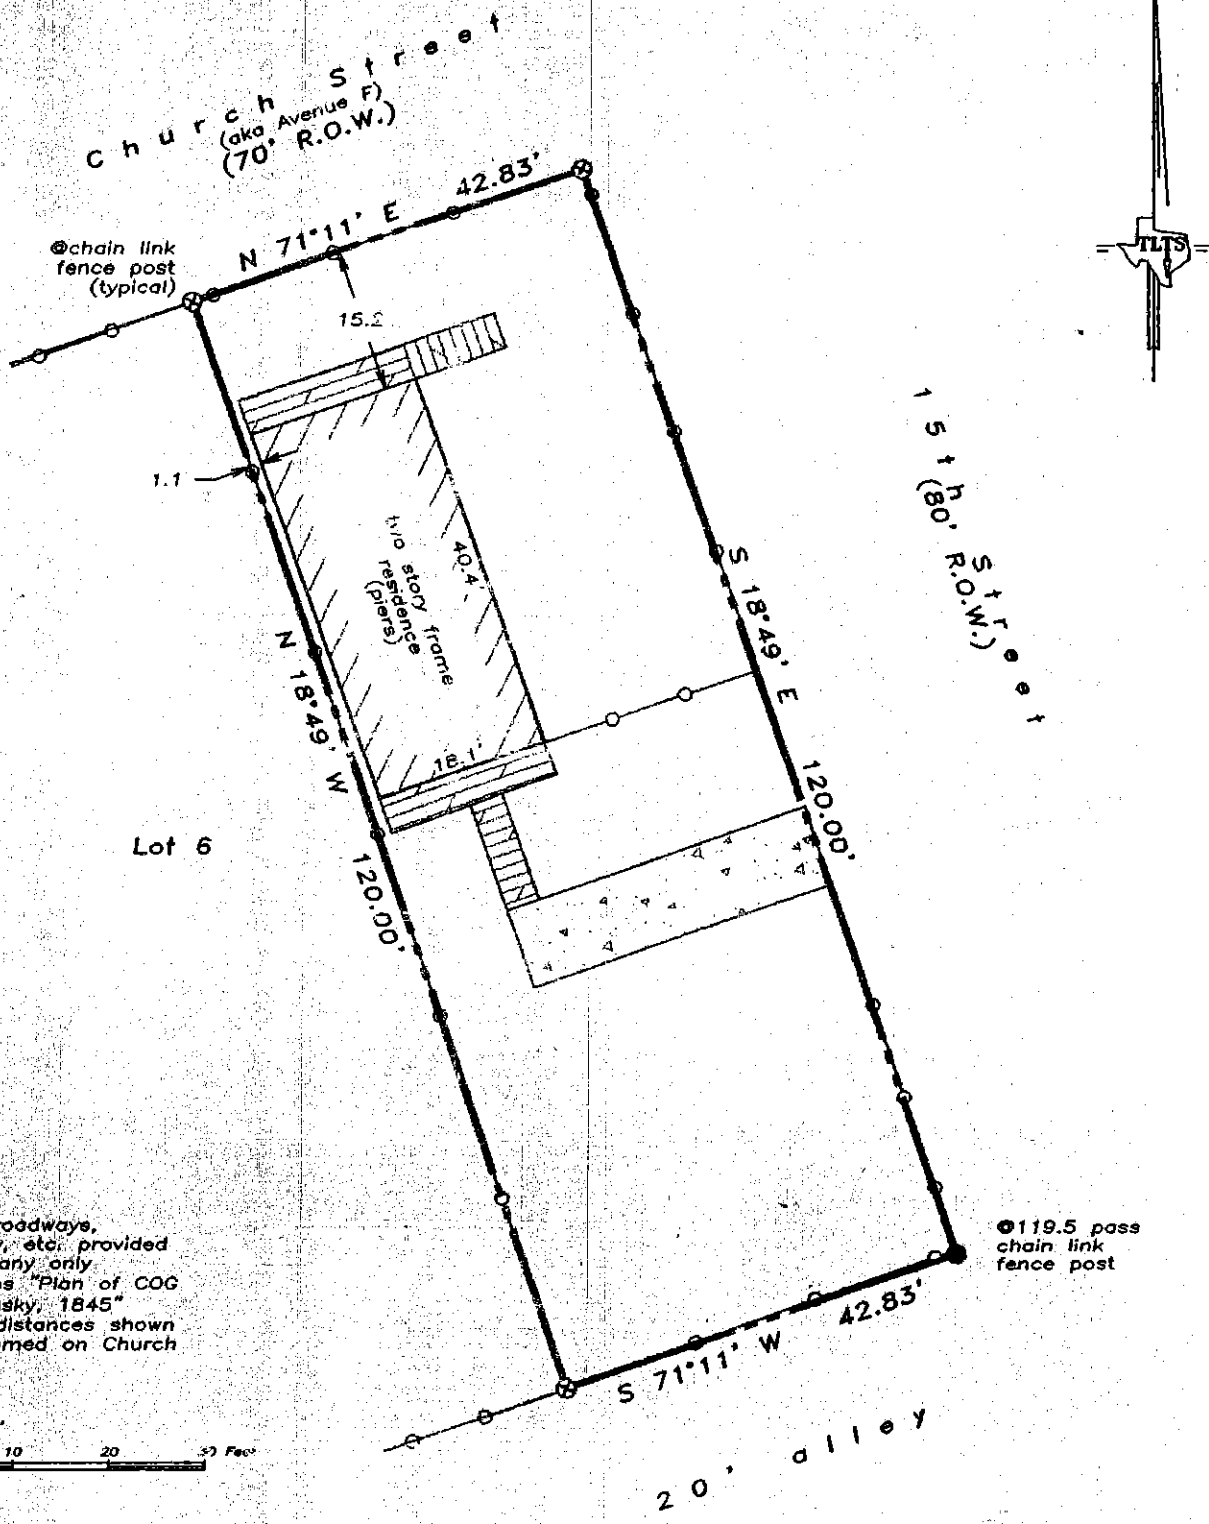 Church Street
(aka Avenue F)
(70' R.O.W.)
N 71°11' E 42.83'
@chain link
fence post
(typical)
15.2
TLTS
1.1
15th Street
(80' R.O.W.)
two story frame
residence
(piers)
40.4'
18.1'
S 18°49' E 120.00'
N 18°49' W 120.00'
Lot 6
@119.5 pass
chain link
fence post
S 71°11' W 42.83'
20' alley
etc. provided
only
"Plan of COG
1845"
distances shown
on Church
10 20 Feet